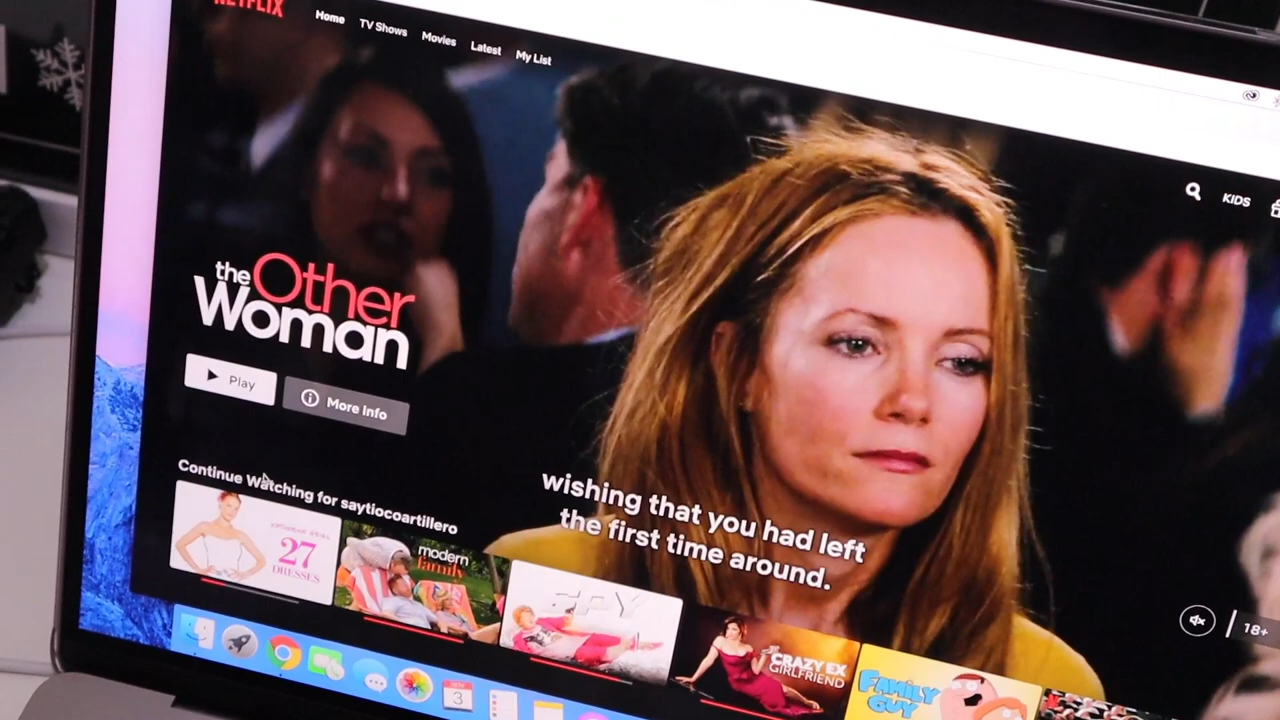 NETFLIX
Home TV Shows Movies Latest My List
KIDS
the Other
Woman
Play
More Info
wishing that you had left
the first time around.
18+
Continue Watching for saytiocoartillero
27
DRESSES
modern
family
SPY
CRAZY EX
GIRLFRIEND
FAMILY
GUY
3